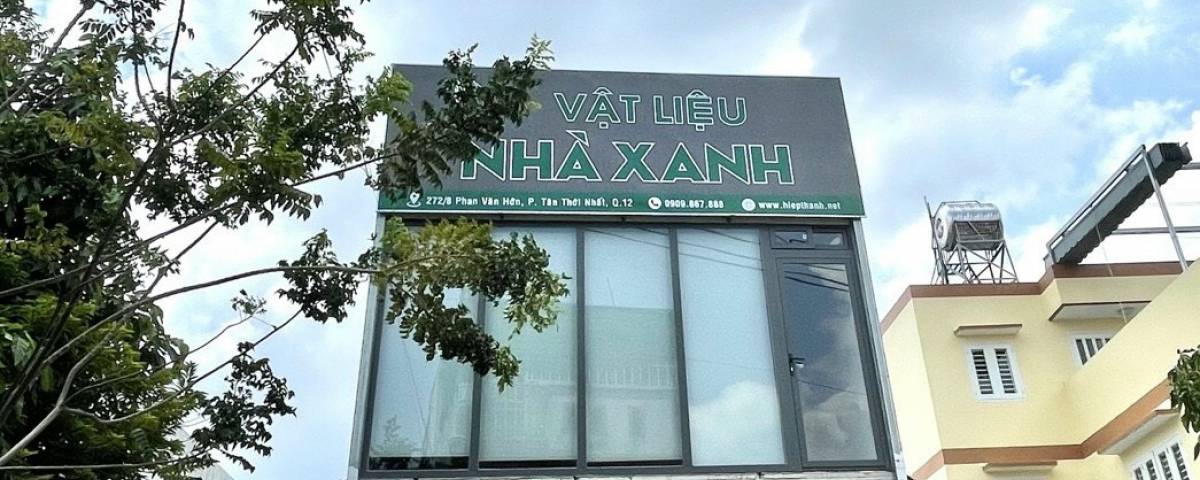 VẬT LIỆU
NHÀ XANH
272/8 Phan Văn Hớn, P. Tân Thới Nhất, Q.12 0909.867.888 www.hiepthanh.net